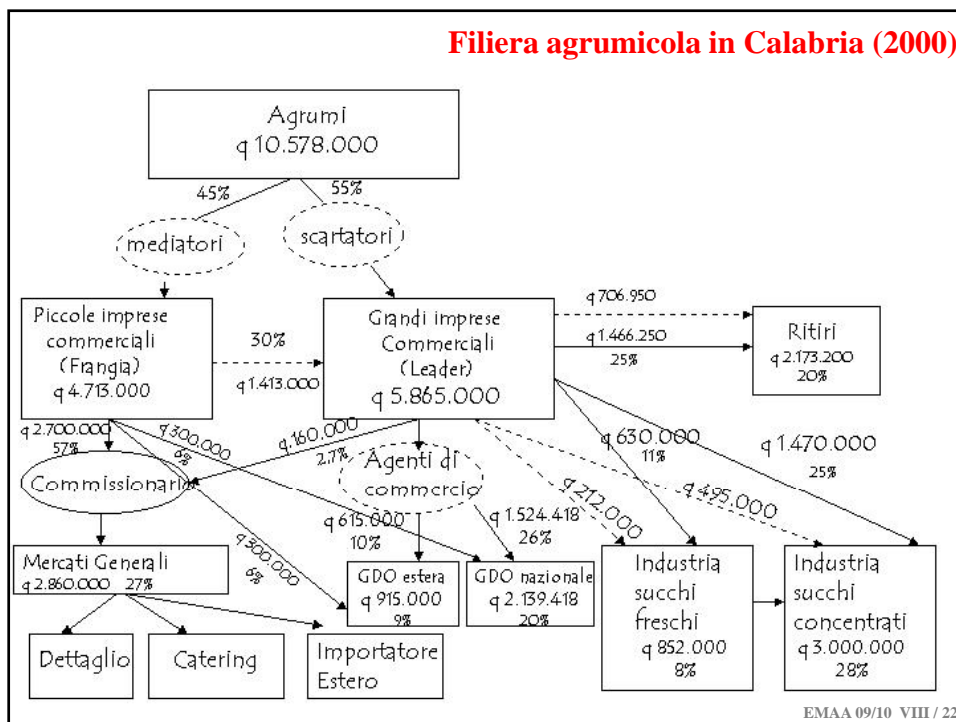 Filiera agrumicola in Calabria (2000)
Agrumi
q 10.578.000
45%
55%
mediatori
scartatori
Piccole imprese
commerciali
(Frangia)
q 4.713.000
30%
q 1.413.000
Grandi imprese
Commerciali
(Leader)
q 5.865.000
q 706.950
q 1.466.250
25%
Ritiri
q 2.173.200
20%
q 2.700.000
57%
q 300.000
6%
q.160.000
2,7%
q 630.000
11%
q 1.470.000
25%
Commissionario
Agenti di
commercio
q 212.000
q 495.000
q 615.000
10%
q 1.524.418
26%
q 300.000
6%
Mercati Generali
q 2.860.000 27%
GDO estera
q 915.000
9%
GDO nazionale
q 2.139.418
20%
Industria
succhi
freschi
q 852.000
8%
Industria
succhi
concentrati
q 3.000.000
28%
Dettaglio
Catering
Importatore
Estero
EMAA 09/10 VIII / 22